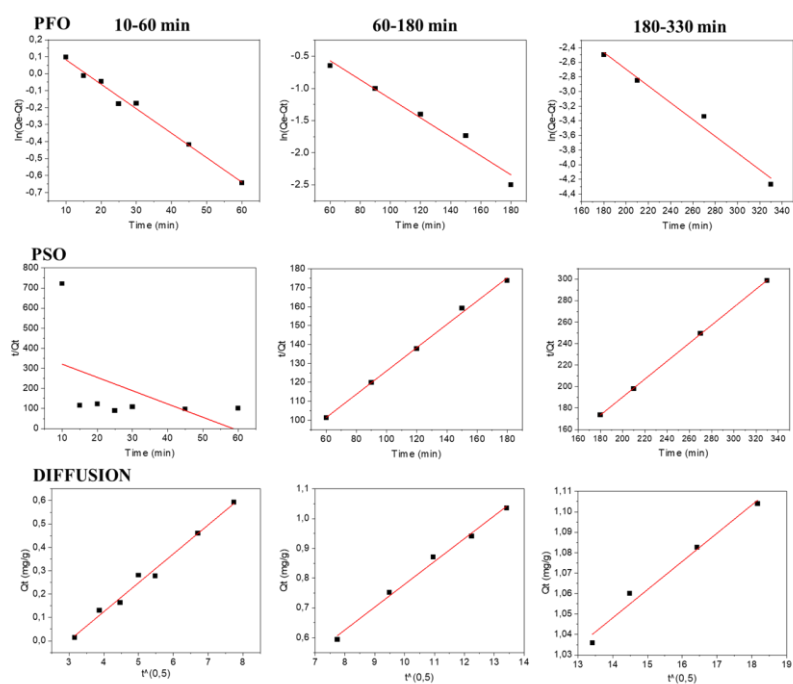 PFO
10-60 min
60-180 min
180-330 min
0,2
0,1
0,0
-0,1
-0,2
-0,3
-0,4
-0,5
-0,6
-0,7
ln(Qe-Qt)
10 20 30 40 50 60
Time (min)
-0.5
-1.0
-1.5
-2.0
-2.5
ln(Qe-Qt)
60 80 100 120 140 160 180
Time (min)
-2,4
-2,6
-2,8
-3,0
-3,2
-3,4
-3,6
-3,8
-4,0
-4,2
-4,4
ln(Qe-Qt)
160 180 200 220 240 260 280 300 320 340
Time (min)
PSO
800
700
600
500
400
300
200
100
0
t/Qt
10 20 30 40 50 60
Time (min)
180
170
160
150
140
130
120
110
100
t/Qt
60 80 100 120 140 160 180
Time (min)
300
280
260
240
220
200
180
160
t/Qt
160 180 200 220 240 260 280 300 320 340
Time (min)
DIFFUSION
0,6
0,5
0,4
0,3
0,2
0,1
0,0
Qt (mg/g)
3 4 5 6 7 8
t^(0,5)
1,1
1,0
0,9
0,8
0,7
0,6
Qt (mg/g)
7 8 9 10 11 12 13 14
t^(0,5)
1,11
1,10
1,09
1,08
1,07
1,06
1,05
1,04
1,03
Qt (mg/g)
13 14 15 16 17 18 19
t^(0,5)